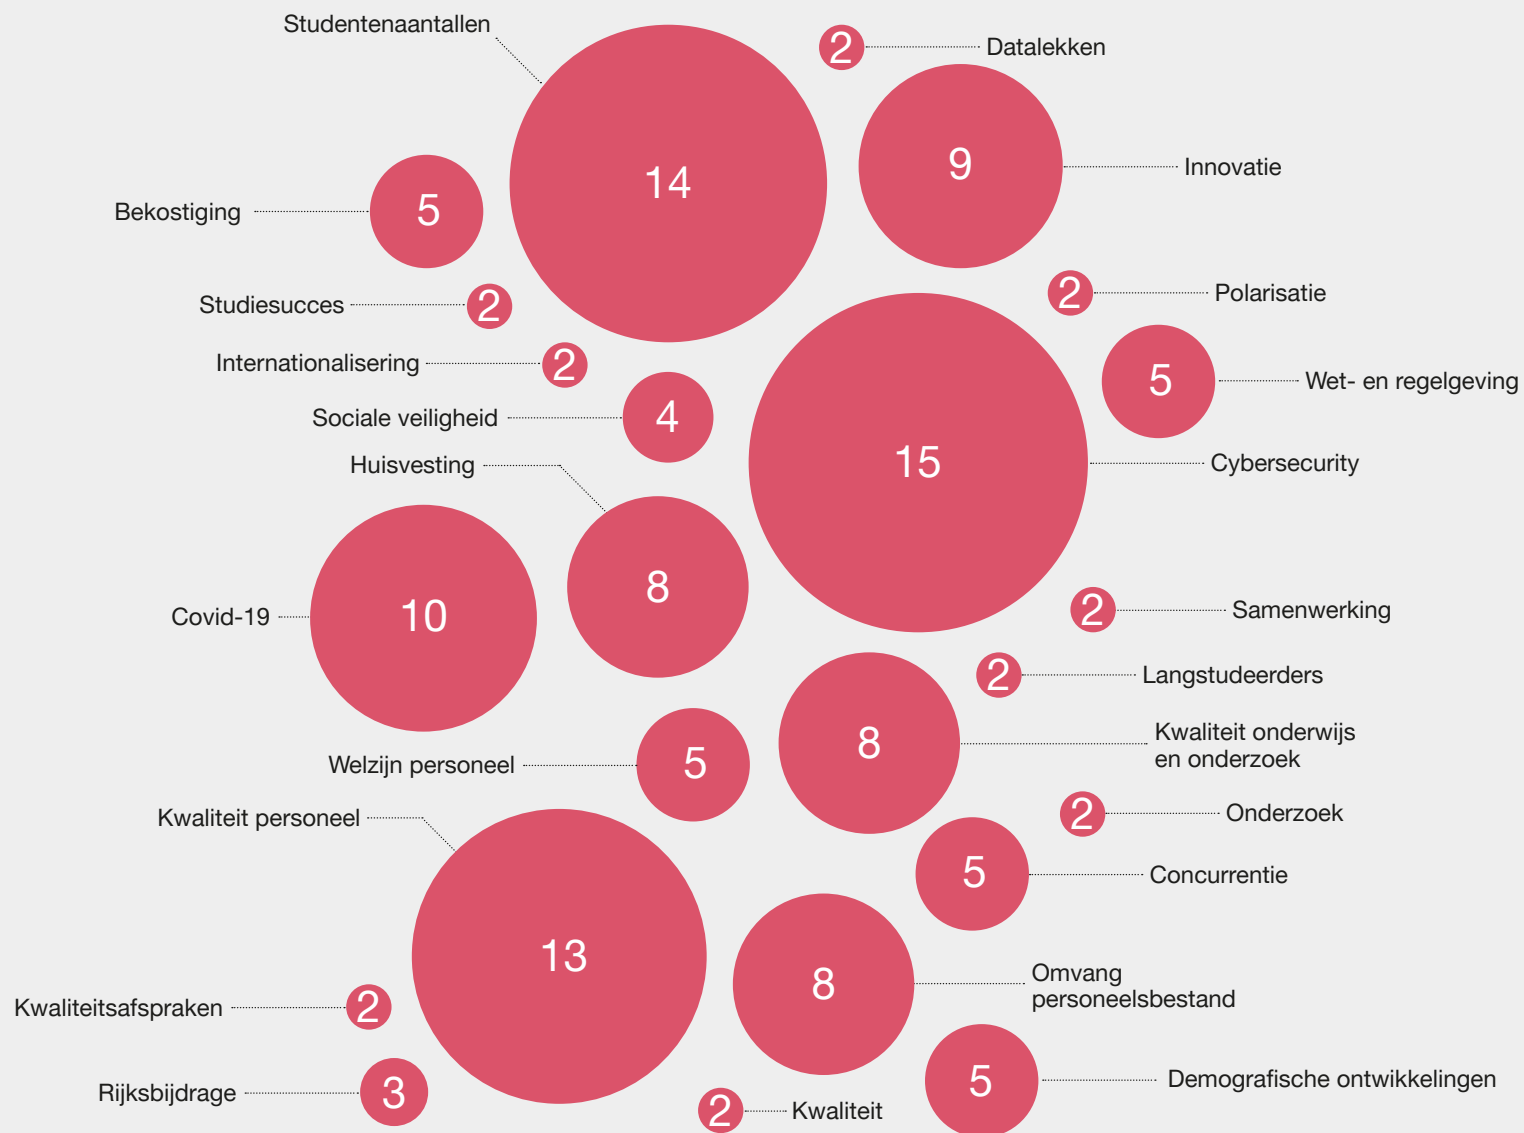 Studentenaantallen
14
2
Datalekken
9
Innovatie
Bekostiging
5
Studiesucces
2
2
Polarisatie
Internationalisering
2
5
Wet- en regelgeving
Sociale veiligheid
4
Huisvesting
8
15
Cybersecurity
Covid-19
10
2
Samenwerking
2
Langstudeerders
8
Kwaliteit onderwijs
en onderzoek
Welzijn personeel
5
2
Onderzoek
Kwaliteit personeel
13
5
Concurrentie
8
Omvang
personeelsbestand
Kwaliteitsafspraken
2
Rijksbijdrage
3
5
Demografische ontwikkelingen
2
Kwaliteit